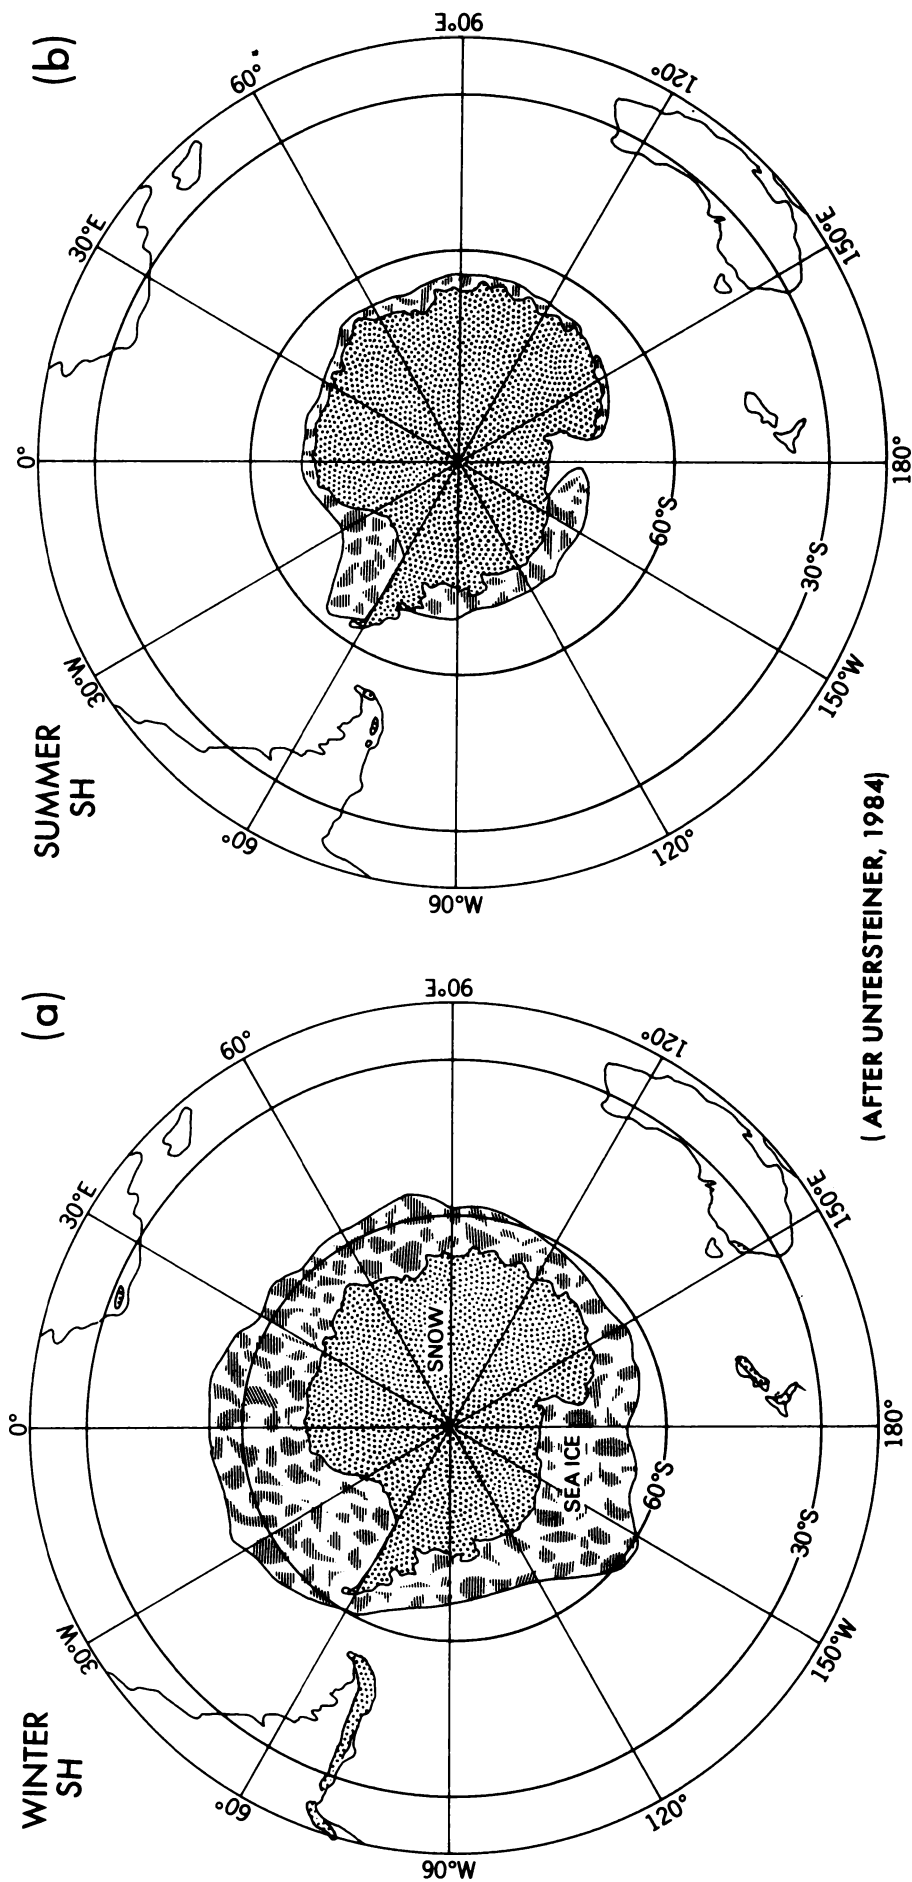 (a)
WINTER
SH
0°
30°E
60°
90°E
120°
150°E
180°
150°W
120°
90°W
60°
30°W
SNOW
SEA ICE
60°S
30°S
(b)
SUMMER
SH
0°
30°E
60°
90°E
120°
150°E
180°
150°W
120°
90°W
60°
30°W
60°S
30°S
(AFTER UNTERSTEINER, 1984)